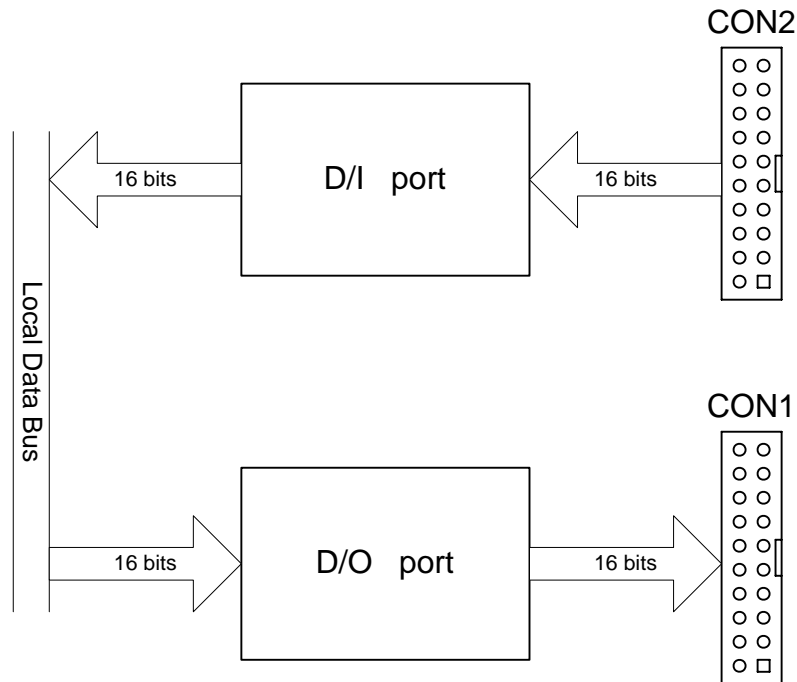 CON2
16 bits
D/I port
16 bits
Local Data Bus
CON1
16 bits
D/O port
16 bits